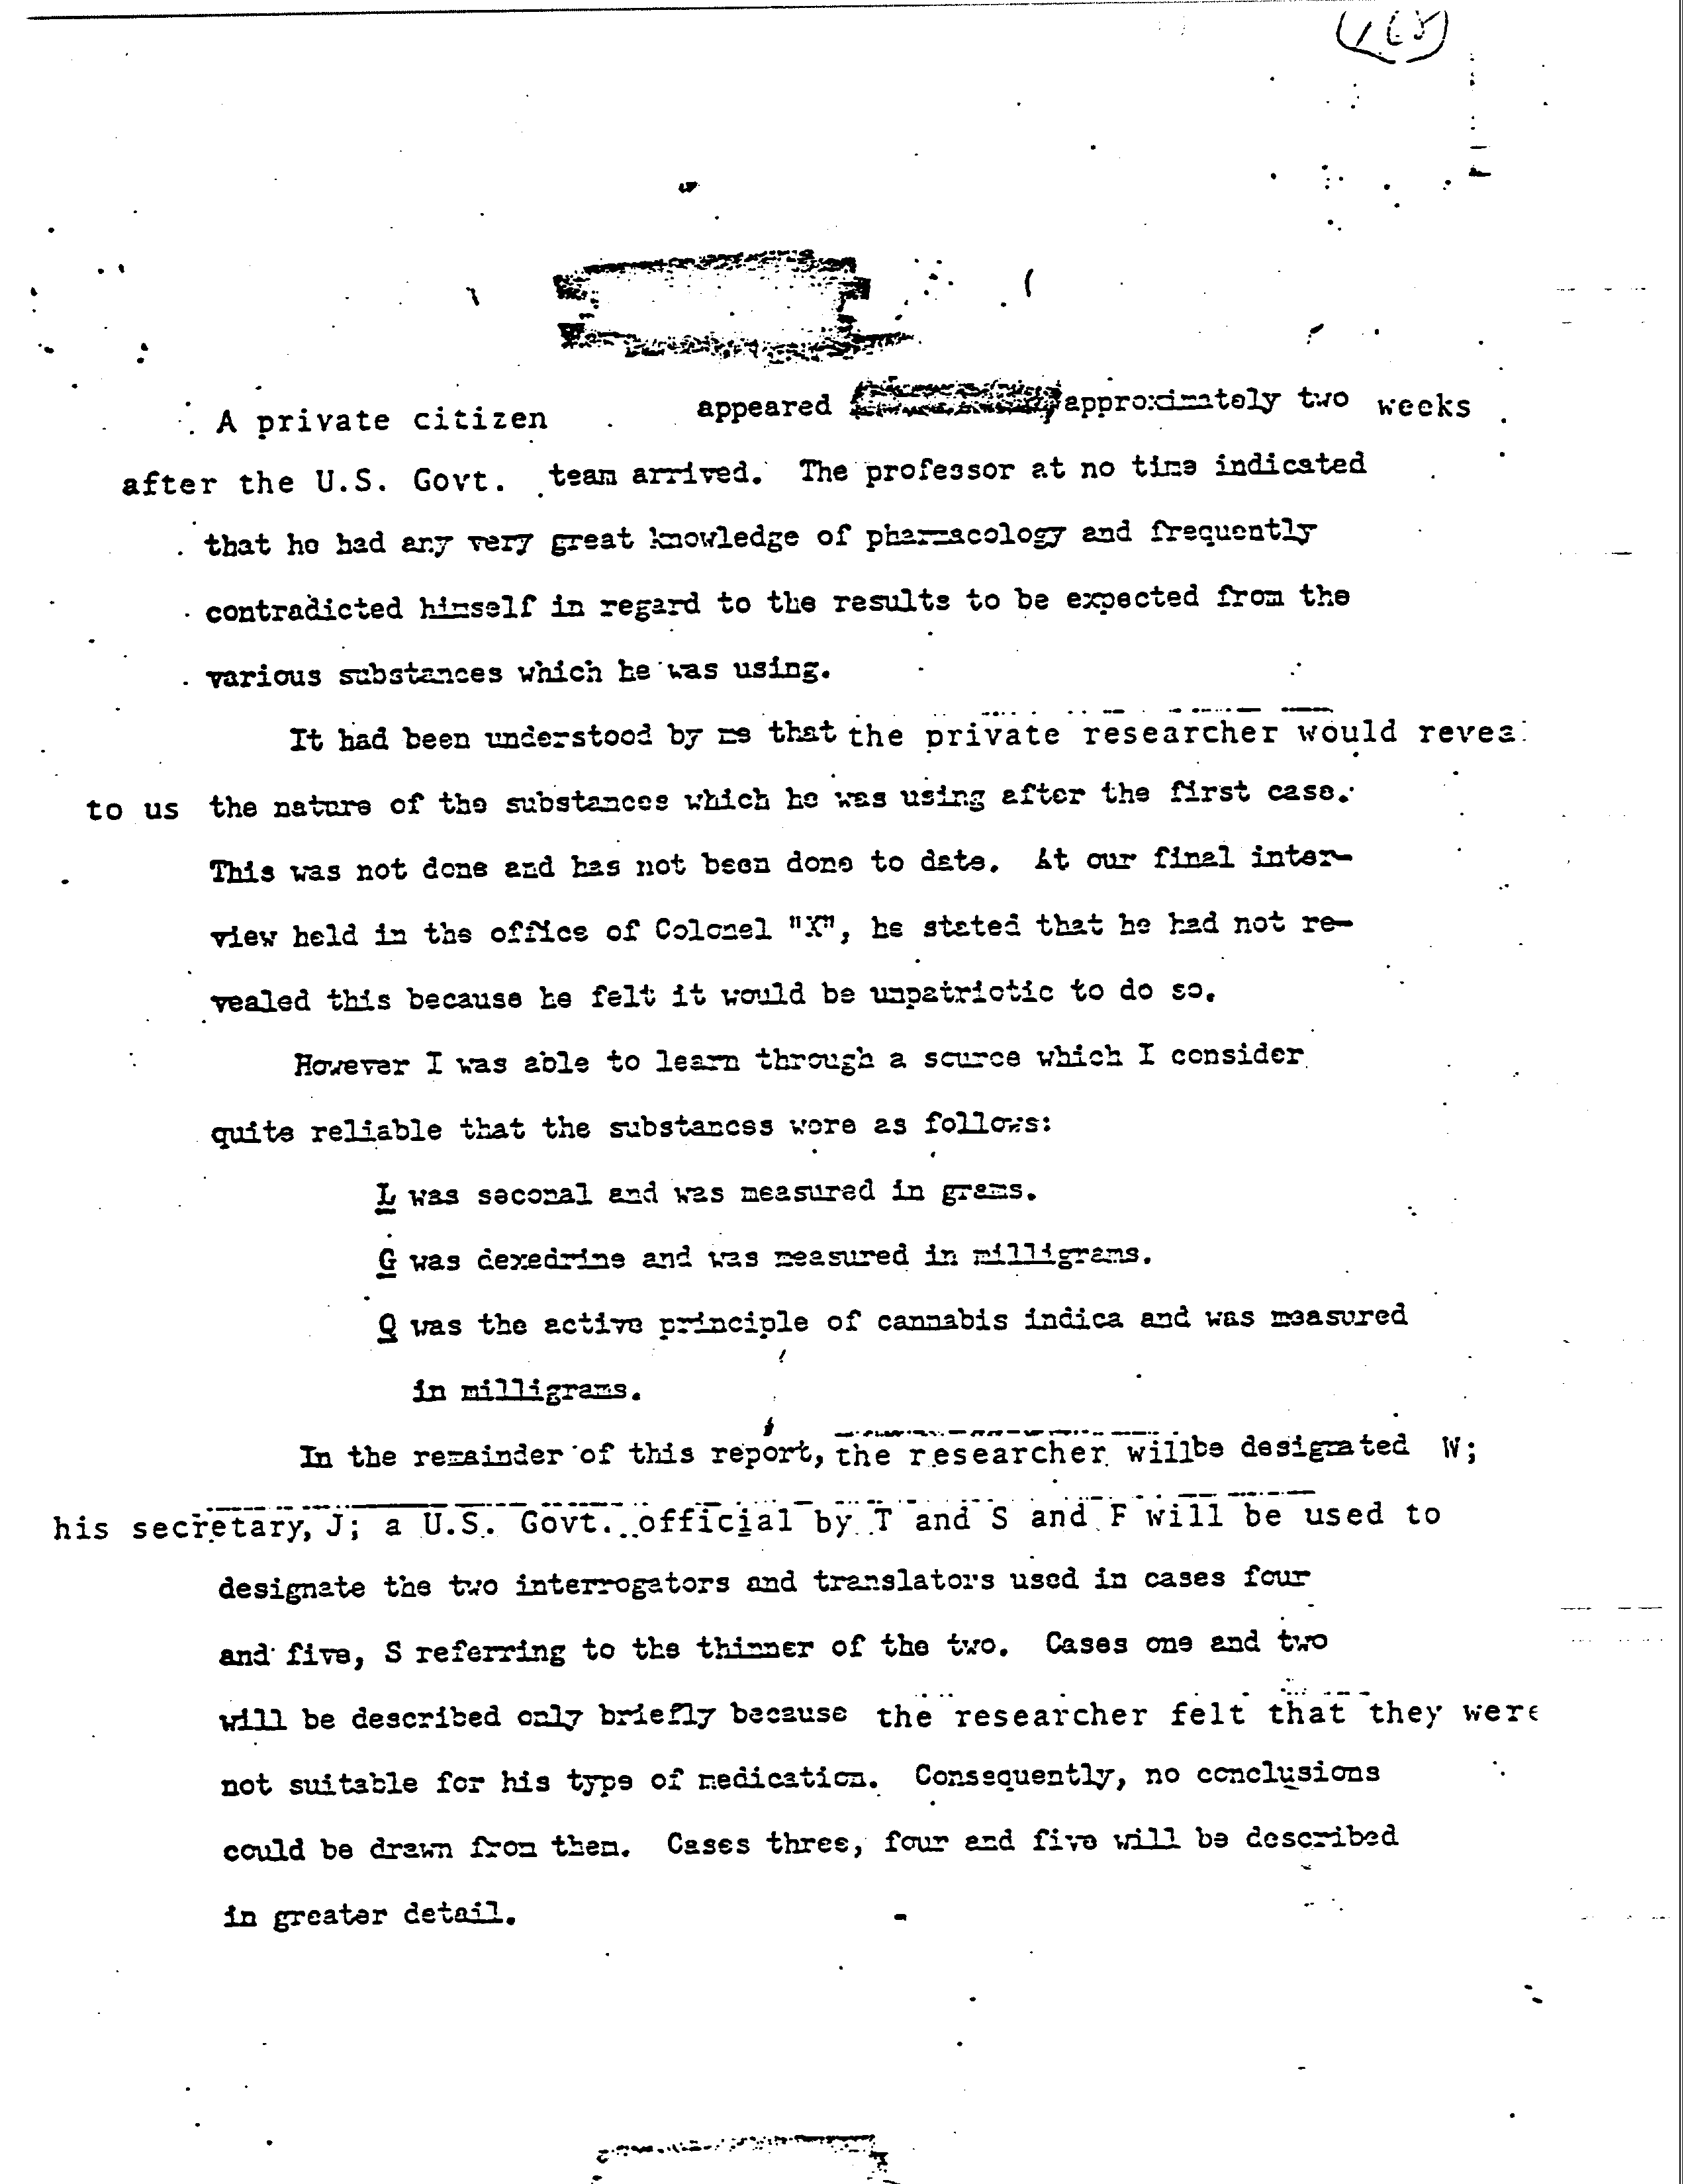 A private citizen appeared approximately two weeks
after the U.S. Govt. team arrived. The professor at no time indicated
that he had any very great knowledge of pharmacology and frequently
contradicted himself in regard to the results to be expected from the
various substances which he was using.
It had been understood by me that the private researcher would revea
to us the nature of the substances which he was using after the first case.
This was not done and has not been done to date. At our final inter-
view held in the office of Colonel "X", he stated that he had not re-
vealed this because he felt it would be unpatriotic to do so.
However I was able to learn through a source which I consider
quite reliable that the substances were as follows:
L was seconal and was measured in grams.
G was dexedrine and was measured in milligrams.
Q was the active principle of cannabis indica and was measured
in milligrams.
In the remainder of this report, the researcher will be designated W;
his secretary, J; a U.S. Govt. official by T and S and F will be used to
designate the two interrogators and translators used in cases four
and five, S referring to the thinner of the two. Cases one and two
will be described only briefly because the researcher felt that they were
not suitable for his type of medication. Consequently, no conclusions
could be drawn from them. Cases three, four and five will be described
in greater detail.